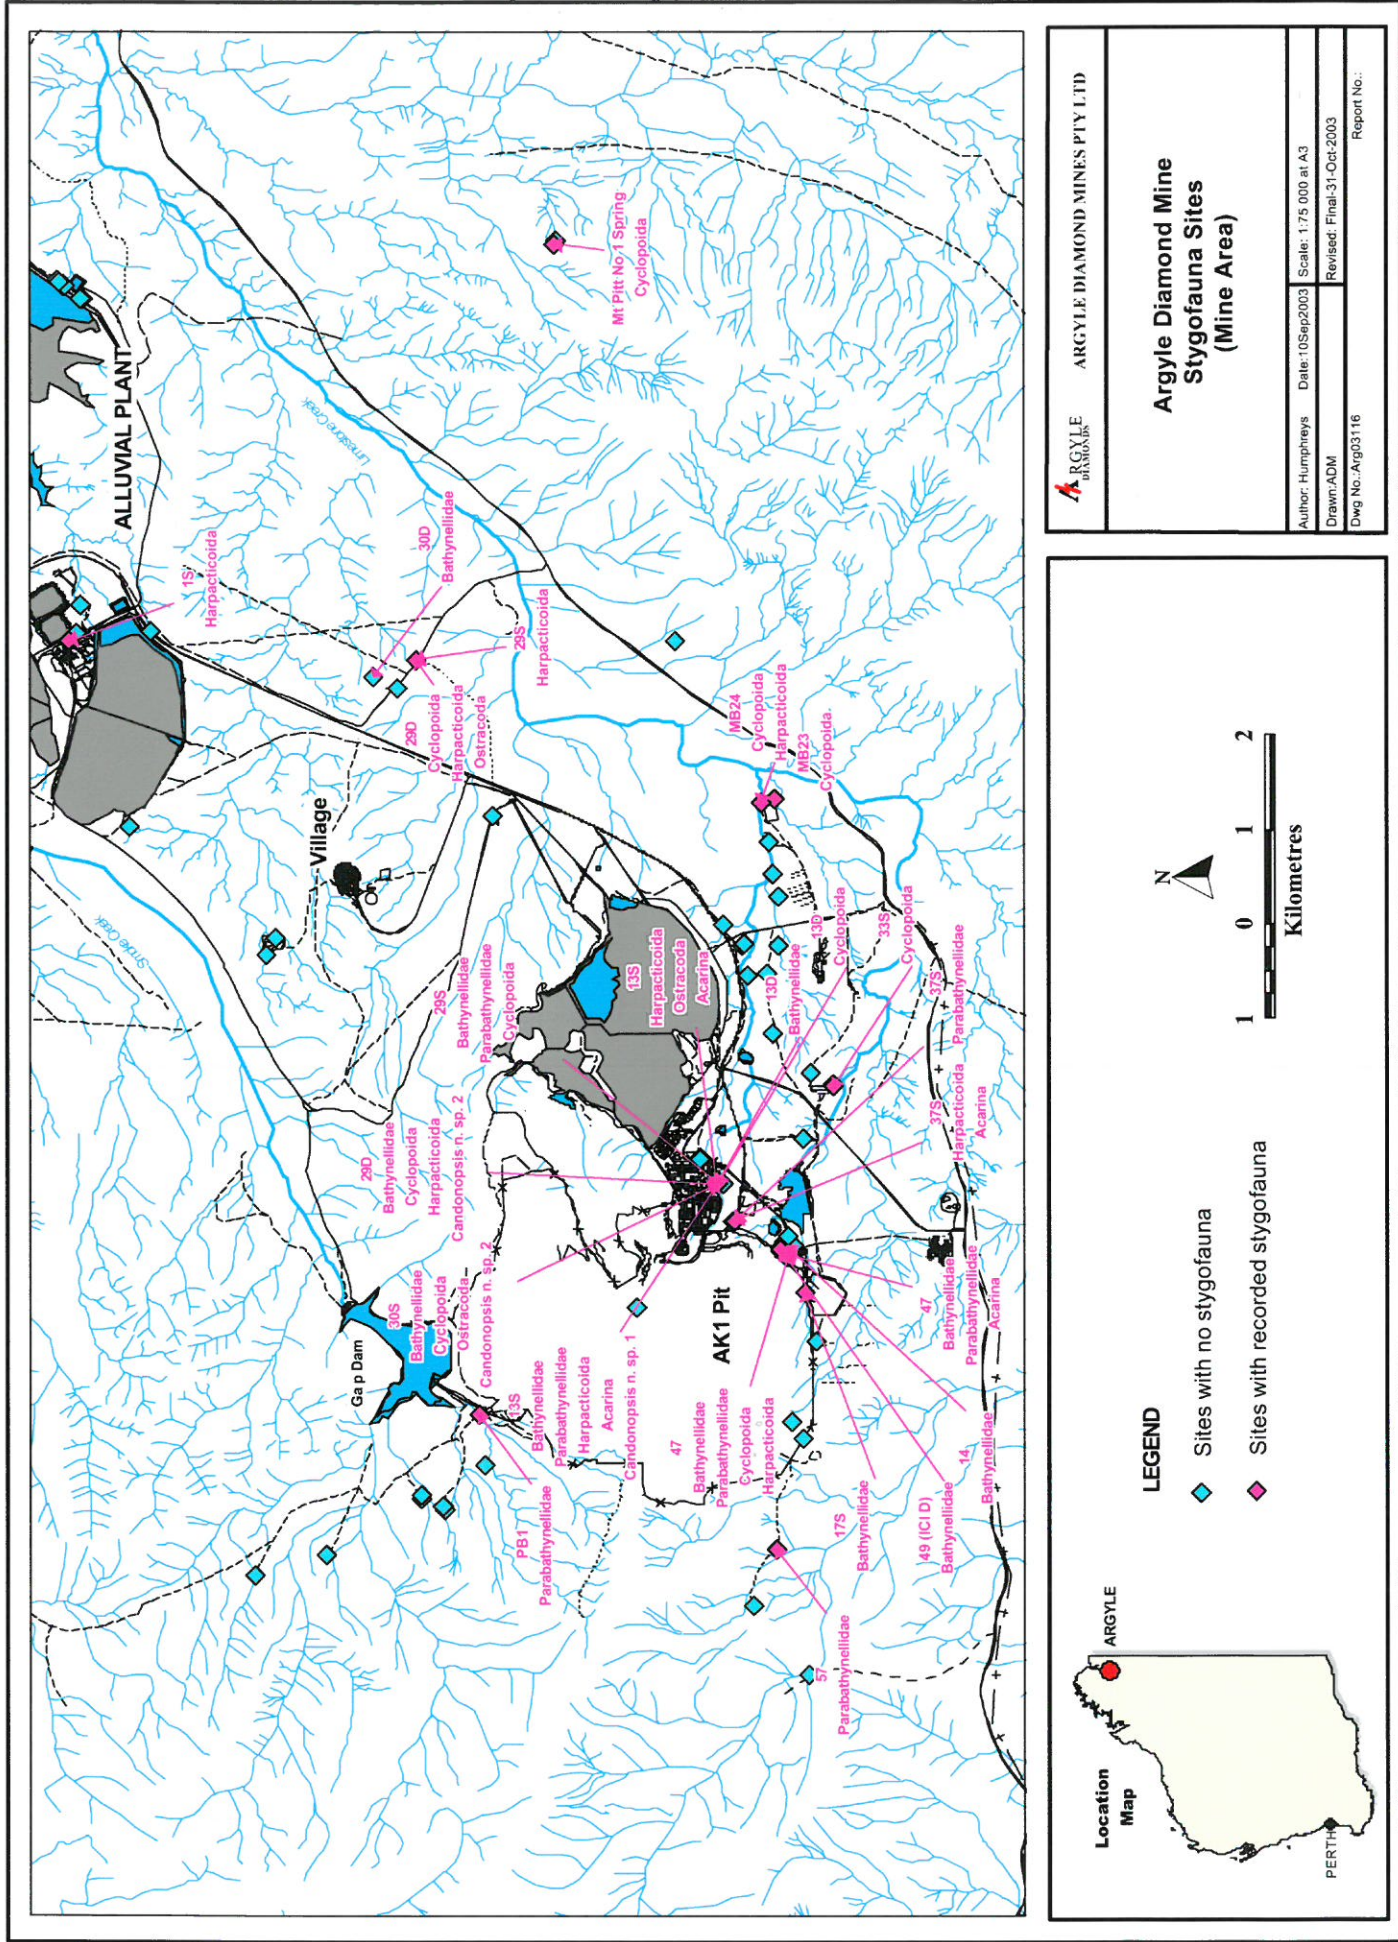 ALLUVIAL PLANT
1S
Harpacticoida
Limestone Creek
Mt Pitt No 1 Spring
Cyclopoida
30D
Bathynellidae
29S
Harpacticoida
29D
Cyclopoida
Harpacticoida
Ostracoda
Village
Smoke Creek
MB24
Cyclopoida
Harpacticoida
MB23
Cyclopoida
29S
Bathynellidae
Parabathynellidae
Cyclopoida
13S
Harpacticoida
Ostracoda
Acarina
13D
Bathynellidae
13D
Cyclopoida
33S
Cyclopoida
37S
Parabathynellidae
37S
Harpacticoida
Acarina
29D
Bathynellidae
Cyclopoida
Harpacticoida
Candonopsis n. sp. 2
Gap Dam
30S
Bathynellidae
Cyclopoida
Ostracoda
Candonopsis n. sp. 2
13S
Bathynellidae
Parabathynellidae
Harpacticoida
Acarina
Candonopsis n. sp. 1
AK1 Pit
47
Bathynellidae
Parabathynellidae
Cyclopoida
Harpacticoida
47
Bathynellidae
Parabathynellidae
Acarina
PB1
Parabathynellidae
17S
Bathynellidae
49 (ICI D)
Bathynellidae
14
Bathynellidae
57
Parabathynellidae
Location
Map
ARGYLE
PERTH
LEGEND
Sites with no stygofauna
Sites with recorded stygofauna
N
1 0 1 2
Kilometres
ARGYLE
DIAMONDS
ARGYLE DIAMOND MINES PTY LTD
Argyle Diamond Mine
Stygofauna Sites
(Mine Area)
Author: Humphreys Date:10Sep2003 Scale: 1:75 000 at A3
Drawn:ADM Revised: Final-31-Oct-2003
Dwg No.:Arg03116 Report No.: